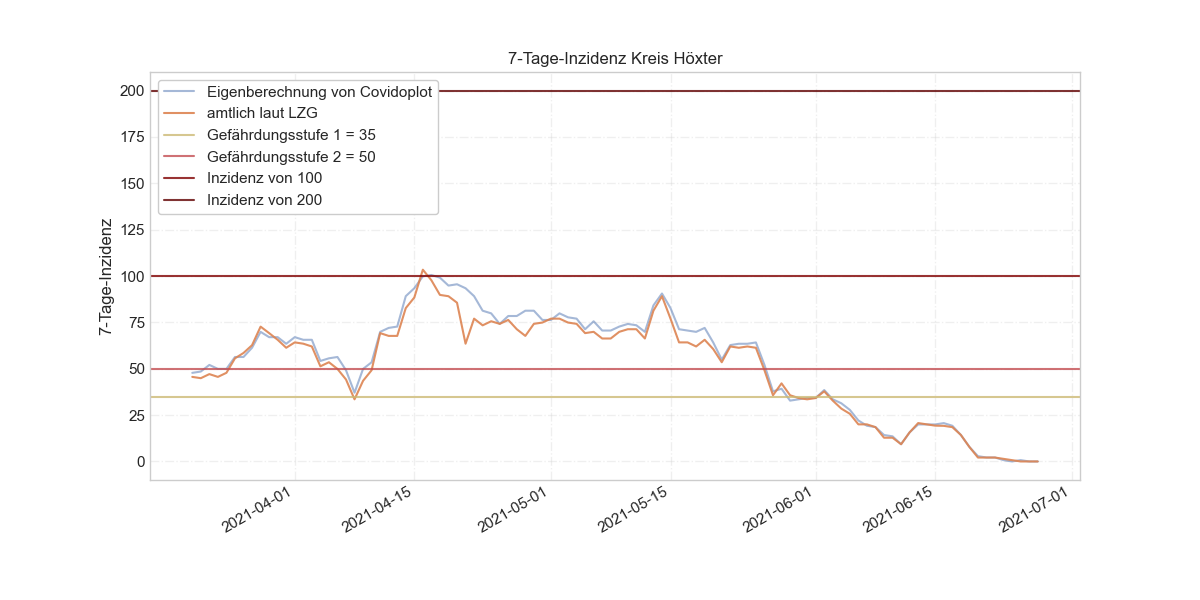 7-Tage-Inzidenz Kreis Höxter
7-Tage-Inzidenz
200
175
150
125
100
75
50
25
0
Eigenberechnung von Covidoplot
amtlich laut LZG
Gefährdungsstufe 1 = 35
Gefährdungsstufe 2 = 50
Inzidenz von 100
Inzidenz von 200
2021-04-01
2021-04-15
2021-05-01
2021-05-15
2021-06-01
2021-06-15
2021-07-01